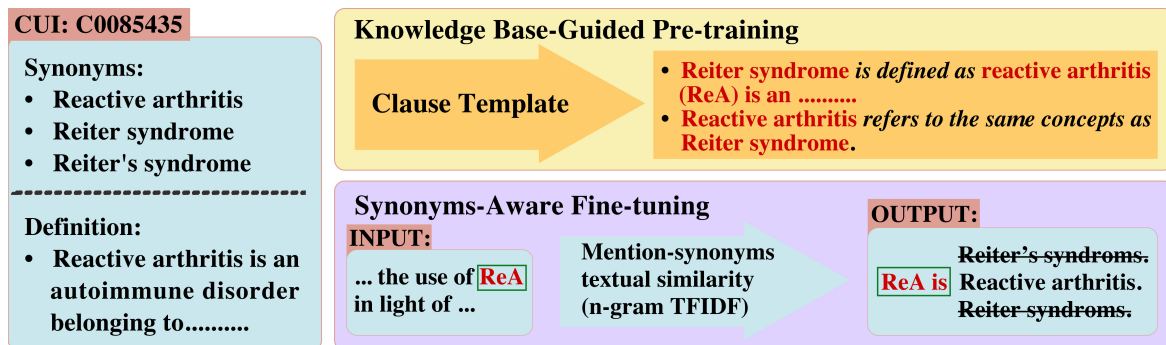 CUI: C0085435
Synonyms:
• Reactive arthritis
• Reiter syndrome
• Reiter's syndrome
Definition:
• Reactive arthritis is an
autoimmune disorder
belonging to..........
Knowledge Base-Guided Pre-training
Clause Template
• Reiter syndrome is defined as reactive arthritis
(ReA) is an ..........
• Reactive arthritis refers to the same concepts as
Reiter syndrome.
Synonyms-Aware Fine-tuning
INPUT:
... the use of ReA
in light of ...
Mention-synonyms
textual similarity
(n-gram TFIDF)
OUTPUT:
Reiter's syndroms.
ReA is Reactive arthritis.
Reiter syndroms.